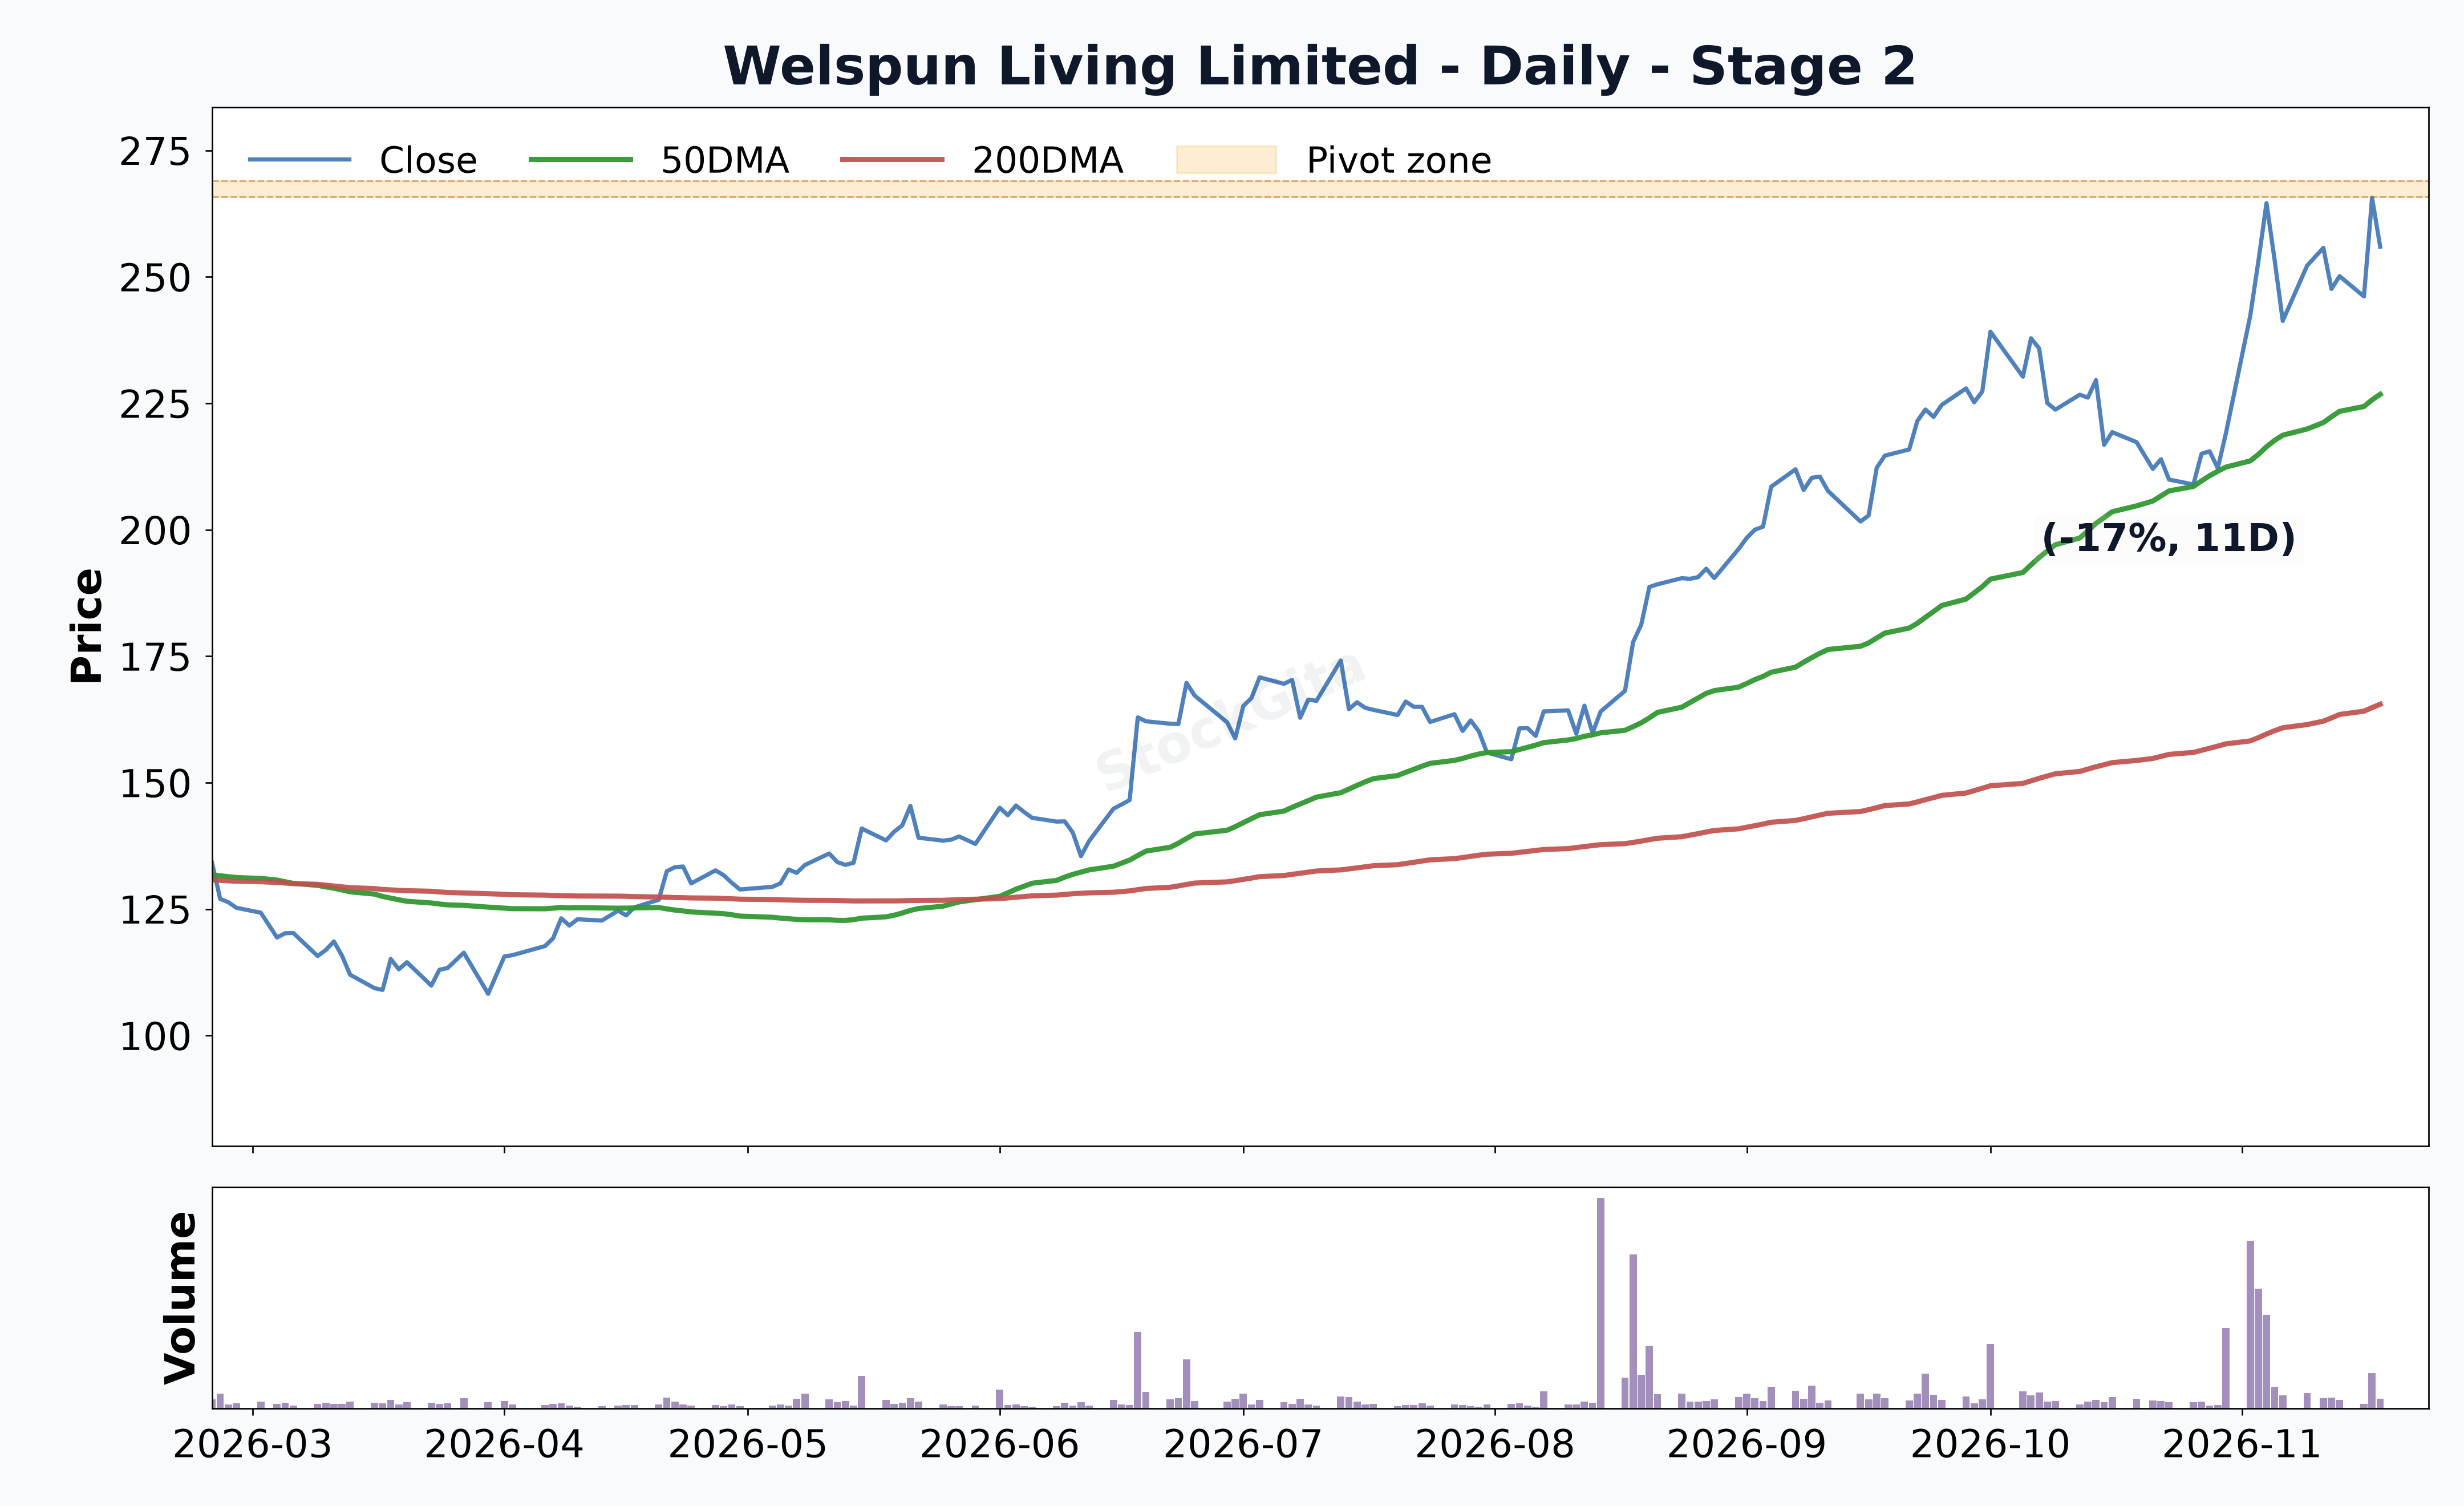 Welspun Living Limited - Daily - Stage 2
Close
50DMA
200DMA
Pivot zone
275
250
225
200
175
150
125
100
Price
(-17%, 11D)
StockGita
Volume
2026-03
2026-04
2026-05
2026-06
2026-07
2026-08
2026-09
2026-10
2026-11